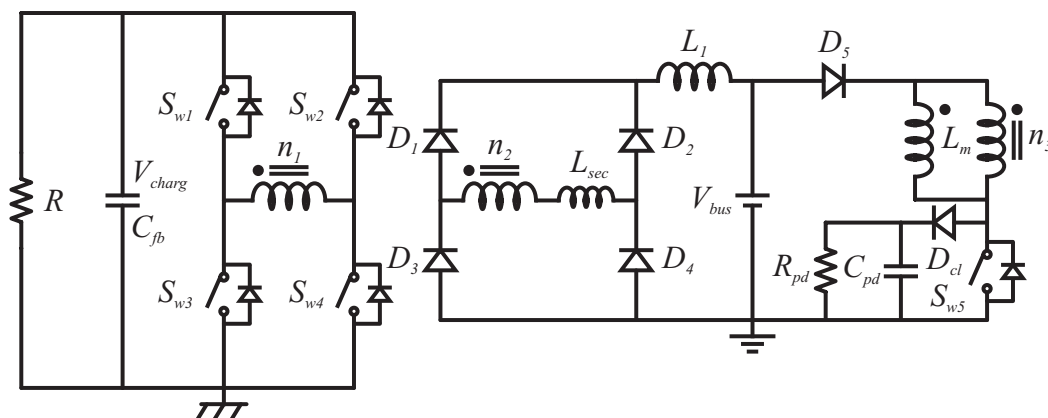 R
V_charg
C_fb
S_w1
S_w2
n_1
S_w3
S_w4
D_1
D_2
n_2
L_sec
D_3
D_4
L_1
V_bus
D_5
L_m
n_3
R_pd
C_pd
D_cl
S_w5